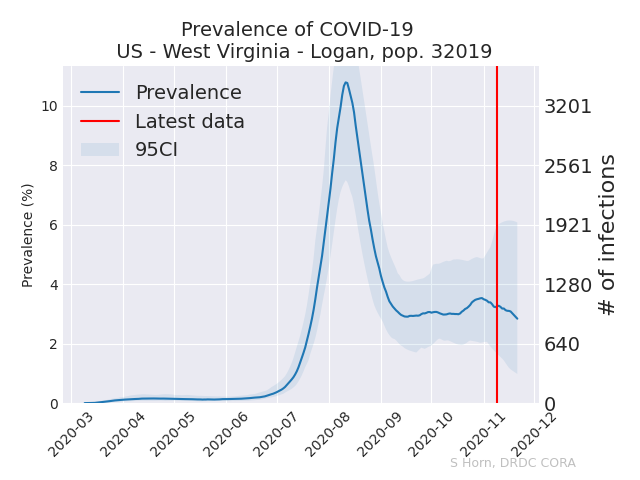 Prevalence of COVID-19
US - West Virginia - Logan, pop. 32019
Prevalence
Latest data
95CI
Prevalence (%)
10
8
6
4
2
0
3201
2561
1921
1280
640
0
# of infections
2020-03
2020-04
2020-05
2020-06
2020-07
2020-08
2020-09
2020-10
2020-11
2020-12
S Horn, DRDC CORA